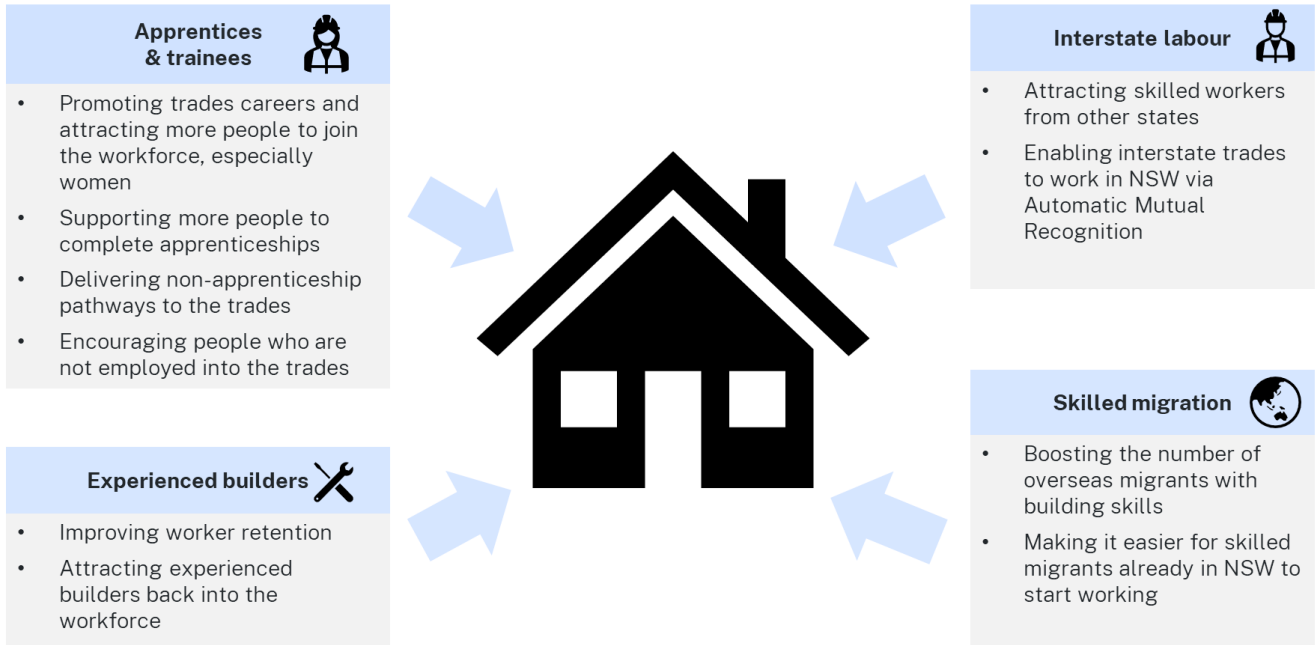 Apprentices
& trainees
• Promoting trades careers and
attracting more people to join
the workforce, especially
women
• Supporting more people to
complete apprenticeships
• Delivering non-apprenticeship
pathways to the trades
• Encouraging people who are
not employed into the trades
Experienced builders
• Improving worker retention
• Attracting experienced
builders back into the
workforce
Interstate labour
• Attracting skilled workers
from other states
• Enabling interstate trades
to work in NSW via
Automatic Mutual
Recognition
Skilled migration
• Boosting the number of
overseas migrants with
building skills
• Making it easier for skilled
migrants already in NSW to
start working